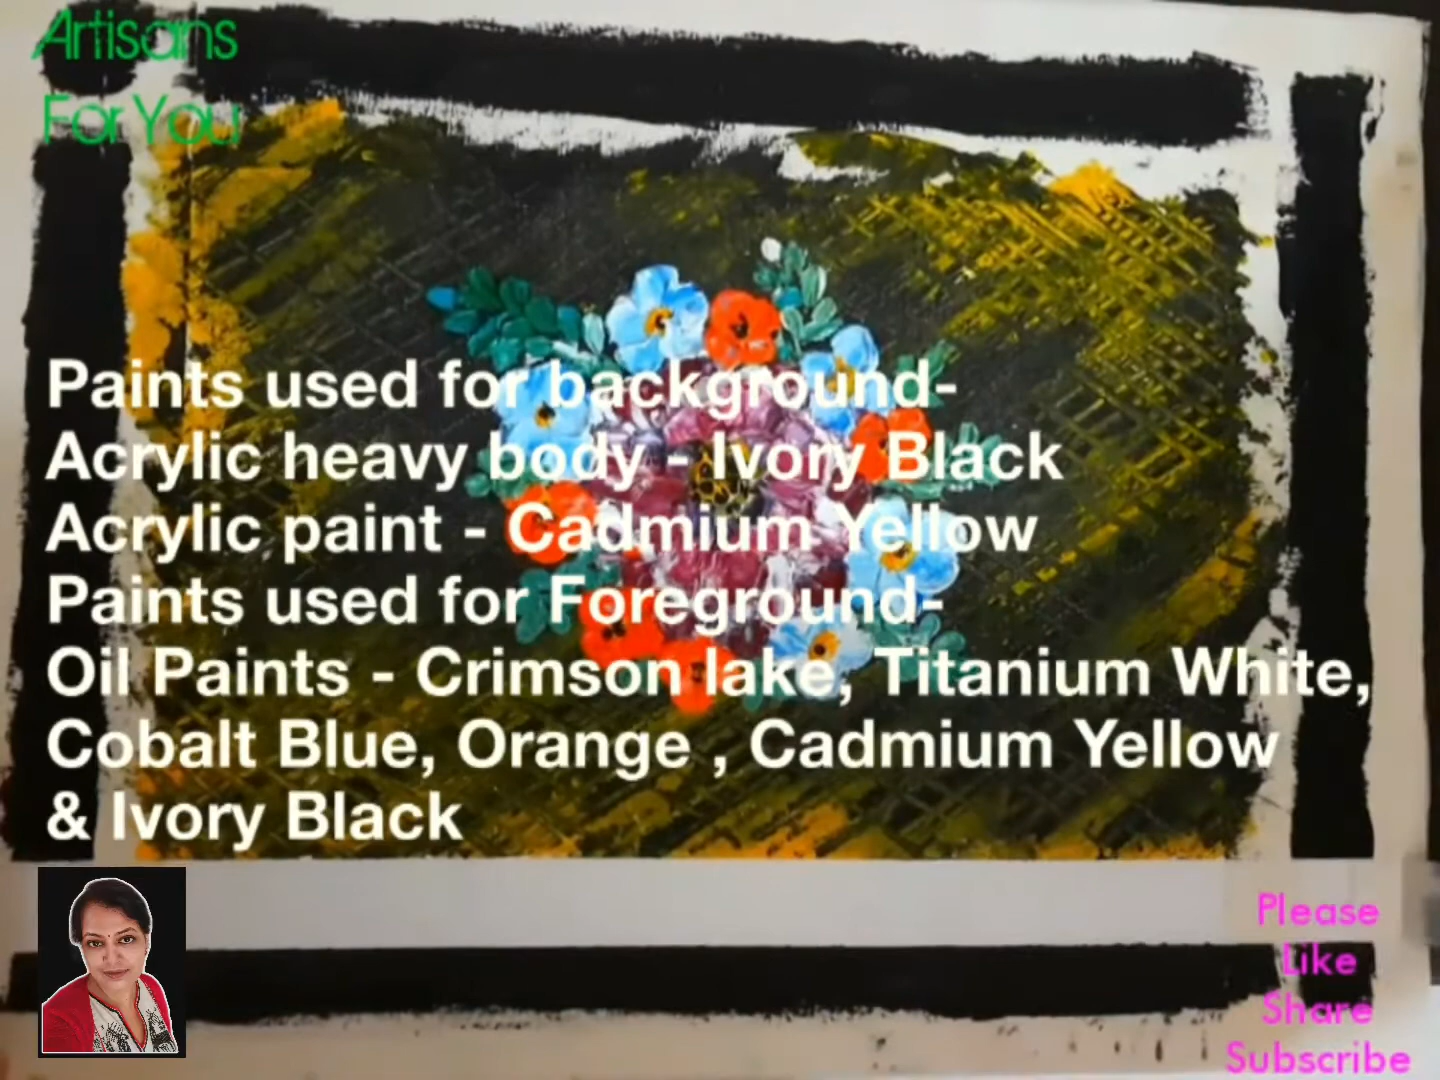 Artisans
For You
Paints used for background-
Acrylic heavy body - Ivory Black
Acrylic paint - Cadmium Yellow
Paints used for Foreground-
Oil Paints - Crimson lake, Titanium White,
Cobalt Blue, Orange , Cadmium Yellow
& Ivory Black
Please
Like
Share
Subscribe